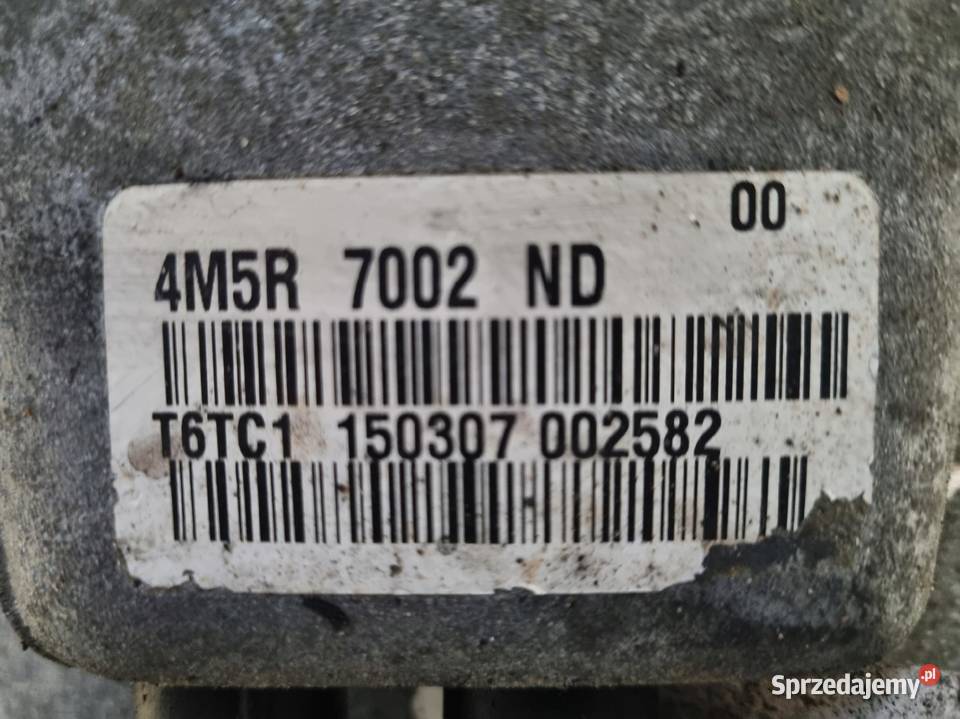 00
4M5R 7002 ND
T6TC1 150307 002582
Sprzedajemy.pl